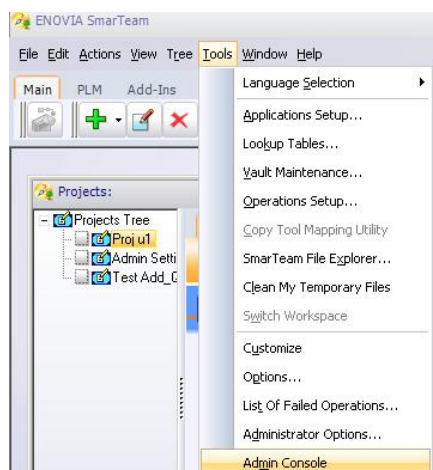 ENOVIA SmarTeam
File Edit Actions View Tree Tools Window Help
Main PLM Add-Ins
Projects:
Projects Tree
Proj u1
Admin Setti
Test Add_
Language Selection
Applications Setup...
Lookup Tables...
Vault Maintenance...
Operations Setup...
Copy Tool Mapping Utility
SmarTeam File Explorer...
Clean My Temporary Files
Switch Workspace
Customize
Options...
List Of Failed Operations...
Administrator Options...
Admin Console